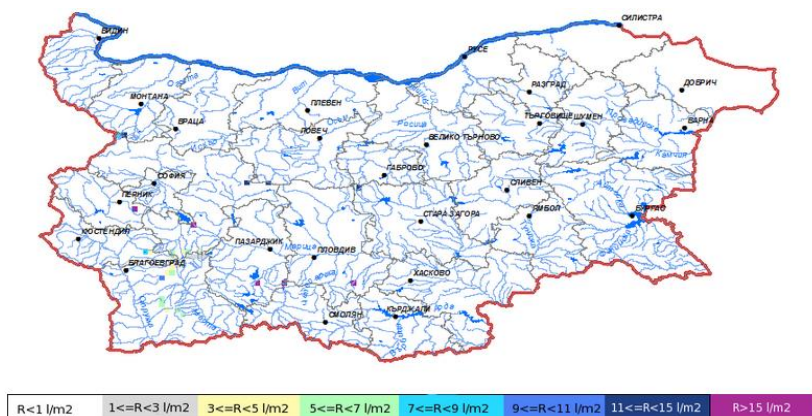 СИЛИСТРА
ВИДИН
РУСЕ
ДОБРИЧ
РАЗГРАД
МОНТАНА
ПЛЕВЕН
ВРАЦА
ТЪРГОВИЩЕ
ШУМЕН
ВАРНА
ЛОВЕЧ
ВЕЛИКО ТЪРНОВО
СОФИЯ
ГАБРОВО
ПЕРНИК
СЛИВЕН
СТАРА ЗАГОРА
ЯМБОЛ
БУРГАС
КЮСТЕНДИЛ
ПАЗАРДЖИК
ПЛОВДИВ
БЛАГОЕВГРАД
ХАСКОВО
СМОЛЯН
КЪРДЖАЛИ
R<1 l/m2 1<=R<3 l/m2 3<=R<5 l/m2 5<=R<7 l/m2 7<=R<9 l/m2 9<=R<11 l/m2 11<=R<15 l/m2 R>15 l/m2